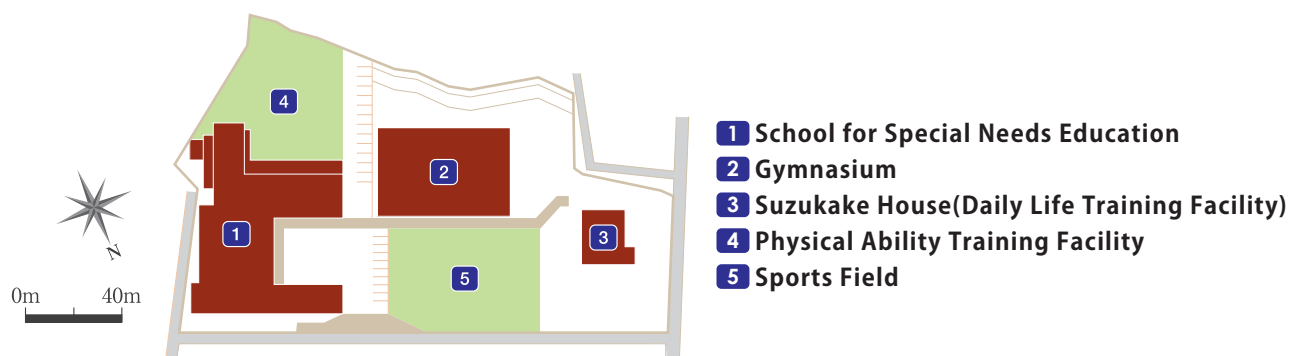 4
2
1
3
5
N
0m 40m
1 School for Special Needs Education
2 Gymnasium
3 Suzukake House(Daily Life Training Facility)
4 Physical Ability Training Facility
5 Sports Field